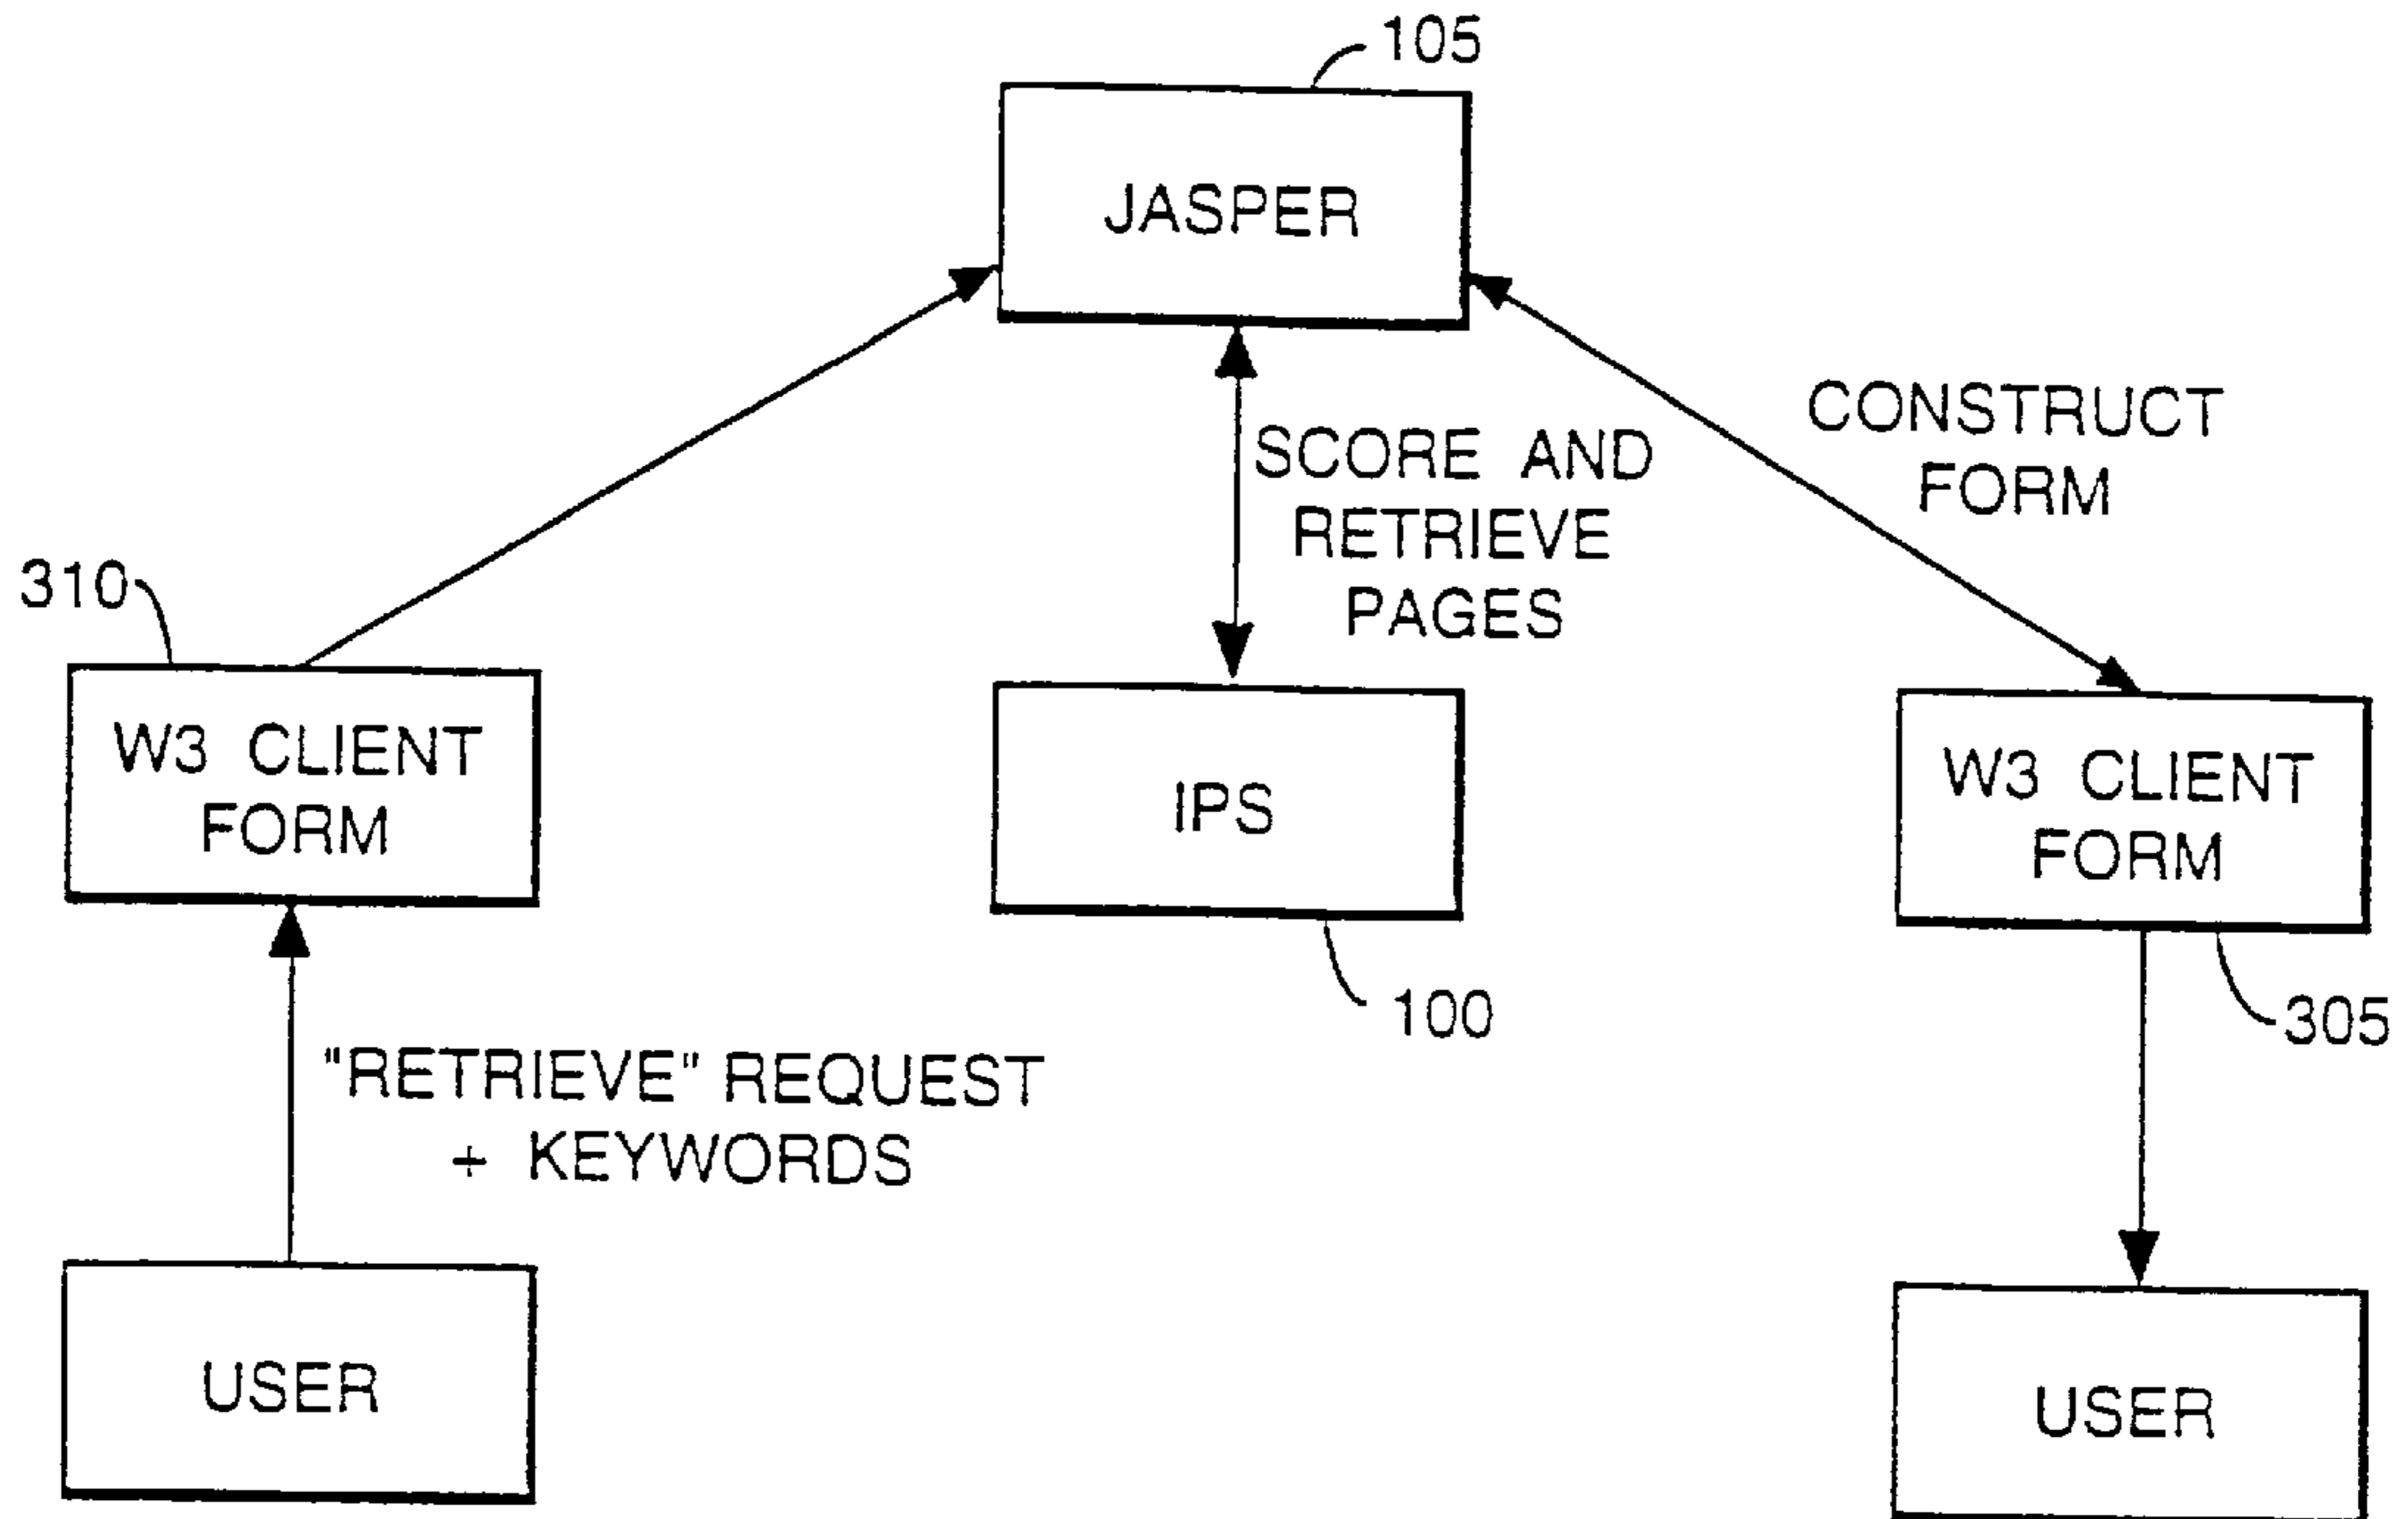 105
JASPER
CONSTRUCT
FORM
SCORE AND
RETRIEVE
PAGES
310
W3 CLIENT
FORM
IPS
W3 CLIENT
FORM
100
305
"RETRIEVE" REQUEST
+ KEYWORDS
USER
USER